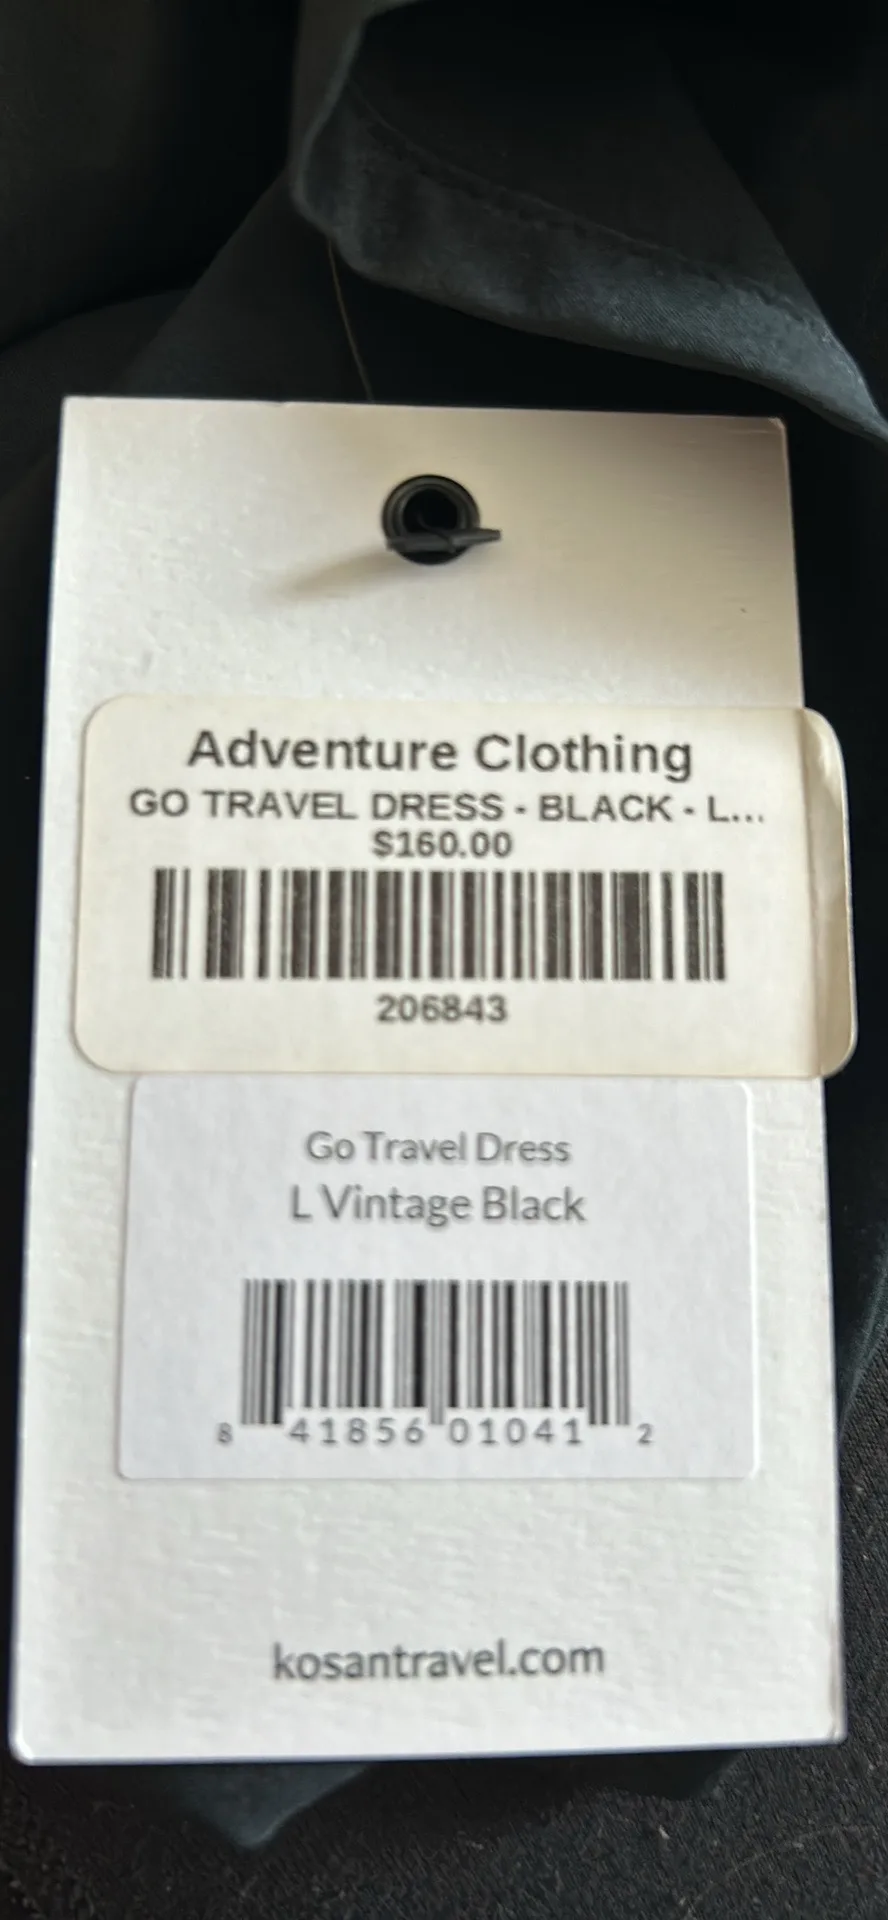 Adventure Clothing
GO TRAVEL DRESS - BLACK - L...
$160.00
206843
Go Travel Dress
L Vintage Black
8 41856 01041 2
kosantravel.com